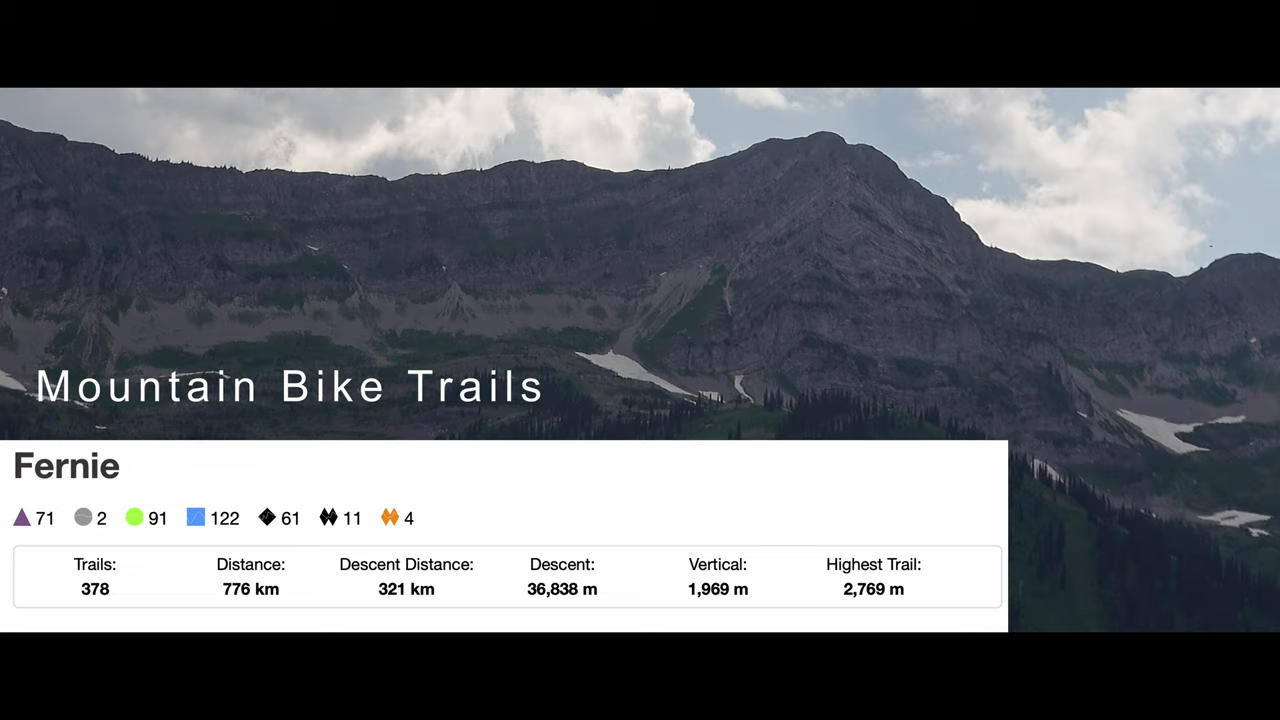 Mountain Bike Trails
Fernie
71 2 91 122 61 11 4
Trails: Distance: Descent Distance: Descent: Vertical: Highest Trail:
378 776 km 321 km 36,838 m 1,969 m 2,769 m